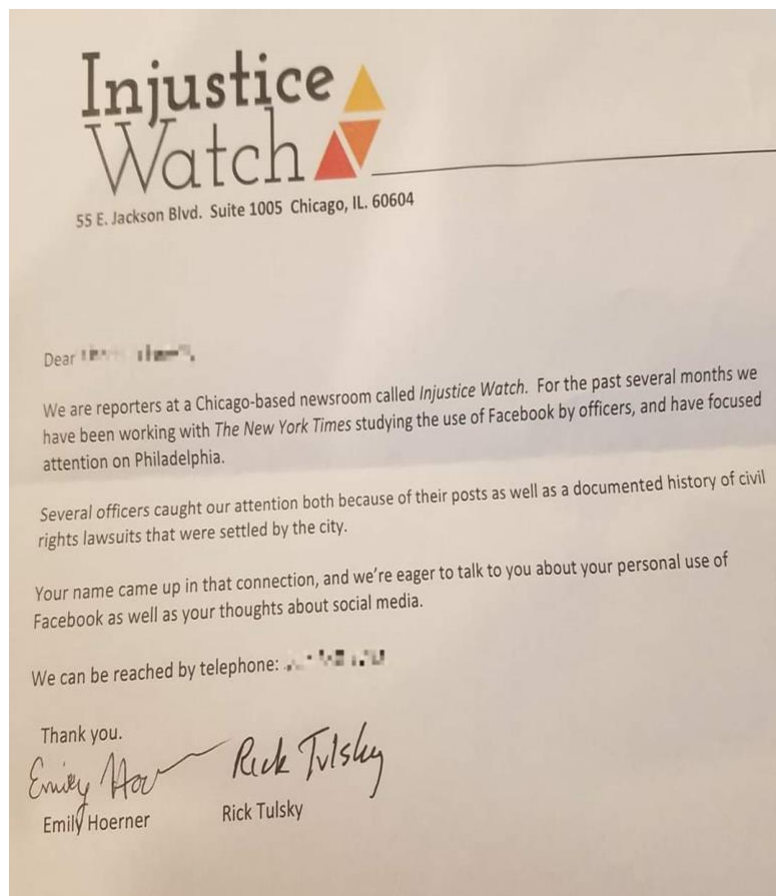 Injustice
Watch
55 E. Jackson Blvd. Suite 1005 Chicago, IL. 60604
Dear
We are reporters at a Chicago-based newsroom called Injustice Watch. For the past several months we
have been working with The New York Times studying the use of Facebook by officers, and have focused
attention on Philadelphia.
Several officers caught our attention both because of their posts as well as a documented history of civil
rights lawsuits that were settled by the city.
Your name came up in that connection, and we're eager to talk to you about your personal use of
Facebook as well as your thoughts about social media.
We can be reached by telephone:
Thank you.
Emily Rick Tulsky
Emily Hoerner Rick Tulsky